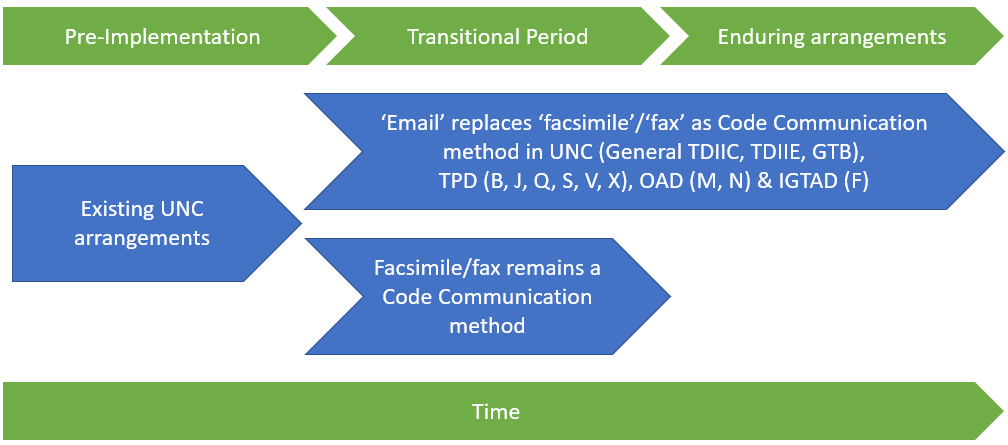 Pre-Implementation
Transitional Period
Enduring arrangements
‘Email’ replaces ‘facsimile’/‘fax’ as Code Communication
method in UNC (General TDIIC, TDIIE, GTB),
TPD (B, J, Q, S, V, X), OAD (M, N) & IGTAD (F)
Existing UNC
arrangements
Facsimile/fax remains a
Code Communication
method
Time